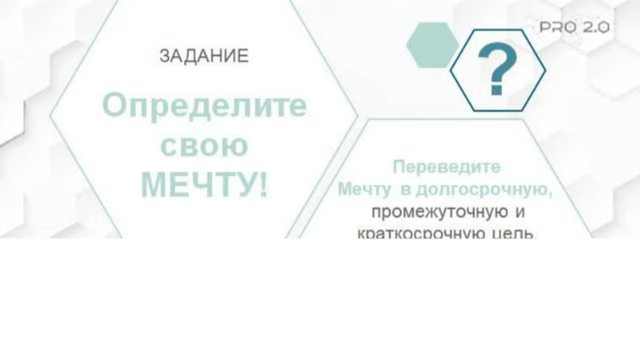 PRO 2.0
ЗАДАНИЕ
Определите
свою
МЕЧТУ!
?
Переведите
Мечту в долгосрочную,
промежуточную и
краткосрочную цель.